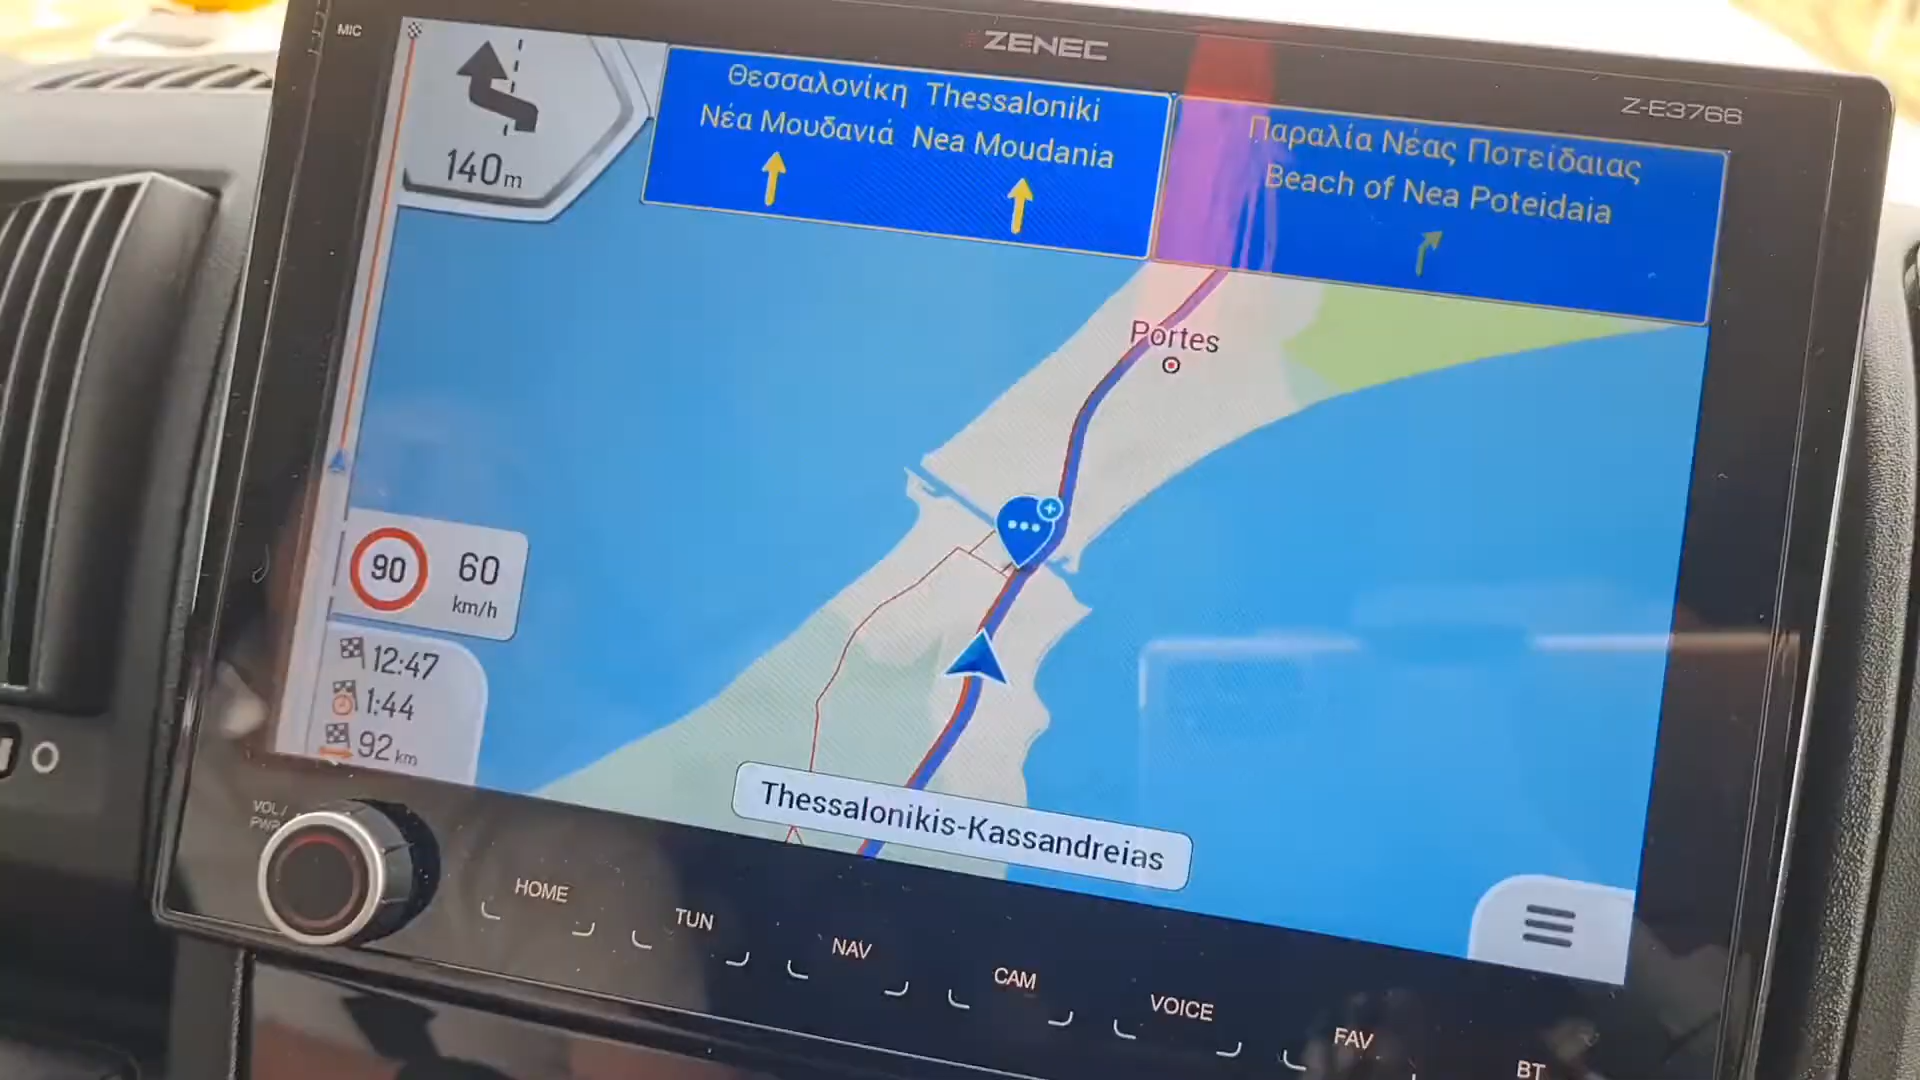 MIC
ZENEC
Z-E3766
140 m
Θεσσαλονίκη Thessaloniki
Νέα Μουδανιά Nea Moudania
Παραλία Νέας Ποτείδαιας
Beach of Nea Poteidaia
Portes
90
60
km/h
12:47
1:44
92 km
Thessalonikis-Kassandreias
VOL/
PWR
HOME
TUN
NAV
CAM
VOICE
FAV
BT